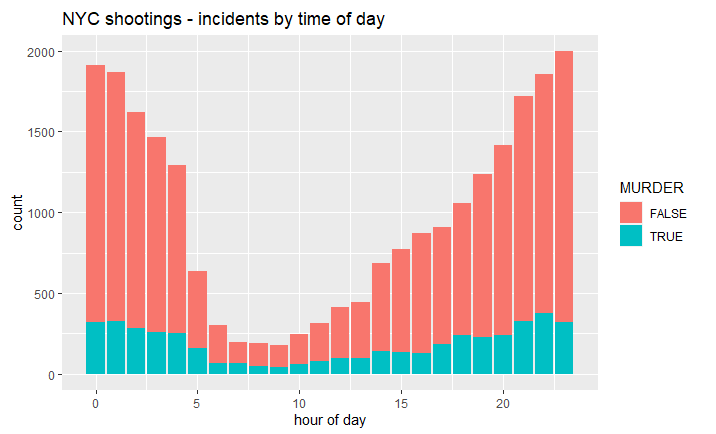 NYC shootings - incidents by time of day
2000
1500
1000
500
0
count
0 5 10 15 20
hour of day
MURDER
FALSE
TRUE